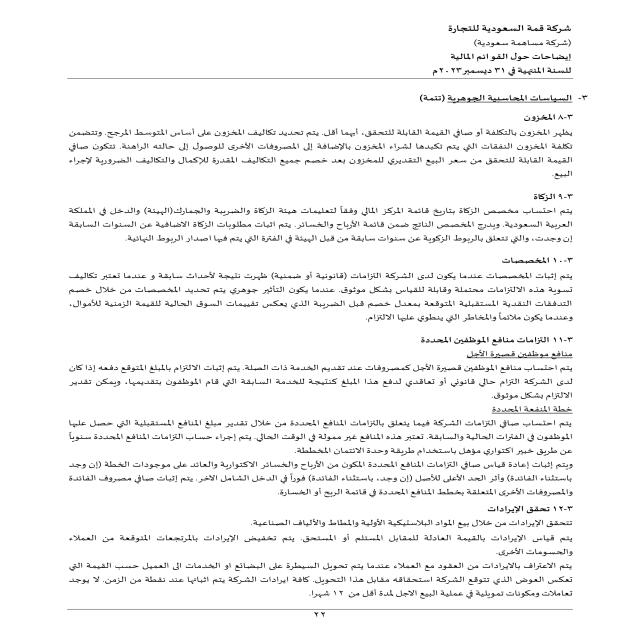 شركة قمة السعودية للتجارة
(شركة مساهمة سعودية)
إيضاحات حول القوائم المالية
للسنة المنتهية في ٣١ ديسمبر ٢٠٢٣م
٣- السياسات المحاسبية الجوهرية (تتمة)
٣-٨ المخزون
يظهر المخزون بالتكلفة أو صافي القيمة القابلة للتحقق، أيهما أقل. يتم تحديد تكاليف المخزون على أساس المتوسط المرجح. وتتضمن
تكلفة المخزون النفقات التي يتم تكبدها لشراء المخزون بالإضافة إلى المصروفات الأخرى للوصول إلى حالته الراهنة. تتكون صافي
القيمة القابلة للتحقق من سعر البيع التقديري للمخزون بعد خصم جميع التكاليف المقدرة للإكمال والتكاليف الضرورية لإجراء
البيع.
٣-٩ الزكاة
يتم احتساب مخصص الزكاة بتاريخ قائمة المركز المالي وفقاً لتعليمات هيئة الزكاة والضريبة والجمارك(الهيئة) والدخل في المملكة
العربية السعودية. ويدرج المخصص الناتج ضمن قائمة الأرباح والخسائر. يتم اثبات مطلوبات الزكاة الاضافية عن السنوات السابقة
إن وجدت، والتي تتعلق بالربوط الزكوية عن سنوات سابقة من قبل الهيئة في الفترة التي يتم فيها اصدار الربوط النهائية.
٣-١٠ المخصصات
يتم إثبات المخصصات عندما يكون لدى الشركة التزامات (قانونية أو ضمنية) ظهرت نتيجة لأحداث سابقة و عندما تعتبر تكاليف
تسوية هذه الالتزامات محتملة وقابلة للقياس بشكل موثوق. عندما يكون التأثير جوهري يتم تحديد المخصصات من خلال خصم
التدفقات النقدية المستقبلية المتوقعة بمعدل خصم قبل الضريبة الذي يعكس تقييمات السوق الحالية للقيمة الزمنية للأموال،
وعندما يكون ملائماً والمخاطر التي ينطوي عليها الالتزام.
٣-١١ التزامات منافع الموظفين المحددة
منافع موظفين قصيرة الأجل
يتم احتساب منافع الموظفين قصيرة الأجل كمصروفات عند تقديم الخدمة ذات الصلة. يتم إثبات الالتزام بالمبلغ المتوقع دفعه إذا كان
لدى الشركة التزام حالي قانوني أو تعاقدي لدفع هذا المبلغ كنتيجة للخدمة السابقة التي قام الموظفون بتقديمها، ويمكن تقدير
الالتزام بشكل موثوق.
خطة المنفعة المحددة
يتم احتساب صافي التزامات الشركة فيما يتعلق بالتزامات المنافع المحددة من خلال تقدير مبلغ المنافع المستقبلية التي حصل عليها
الموظفون في الفترات الحالية والسابقة. تعتبر هذه المنافع غير ممولة في الوقت الحالي. يتم إجراء حساب التزامات المنافع المحددة سنوياً
عن طريق خبير اكتواري مؤهل باستخدام طريقة وحدة الائتمان المخططة.
ويتم إثبات إعادة قياس صافي التزامات المنافع المحددة المكون من الأرباح والخسائر الاكتوارية والعائد على موجودات الخطة (إن وجد
باستثناء الفائدة) وأثر الحد الأعلى للأصل (إن وجد، باستثناء الفائدة) فوراً في الدخل الشامل الاخر. يتم إثبات صافي مصروف الفائدة
والمصروفات الأخرى المتعلقة بخطط المنافع المحددة في قائمة الربح أو الخسارة.
٣-١٢ تحقق الإيرادات
تتحقق الإيرادات من خلال بيع المواد البلاستيكية الأولية والمطاط والألياف الصناعية.
يتم قياس الإيرادات بالقيمة العادلة للمقابل المستلم أو المستحق. يتم تخفيض الإيرادات بالمرتجعات المتوقعة من العملاء
والحسومات الأخرى.
يتم الاعتراف بالايرادات من العقود مع العملاء عندما يتم تحويل السيطرة على البضائع او الخدمات الى العميل حسب القيمة التي
تعكس العوض الذي تتوقع الشركة استحقاقه مقابل هذا التحويل. كافة ايرادات الشركة يتم اثباتها عند نقطة من الزمن. لا يوجد
تعاملات ومكونات تمويلية في عملية البيع الاجل لمدة أقل من ١٢ شهرا.
٢٢